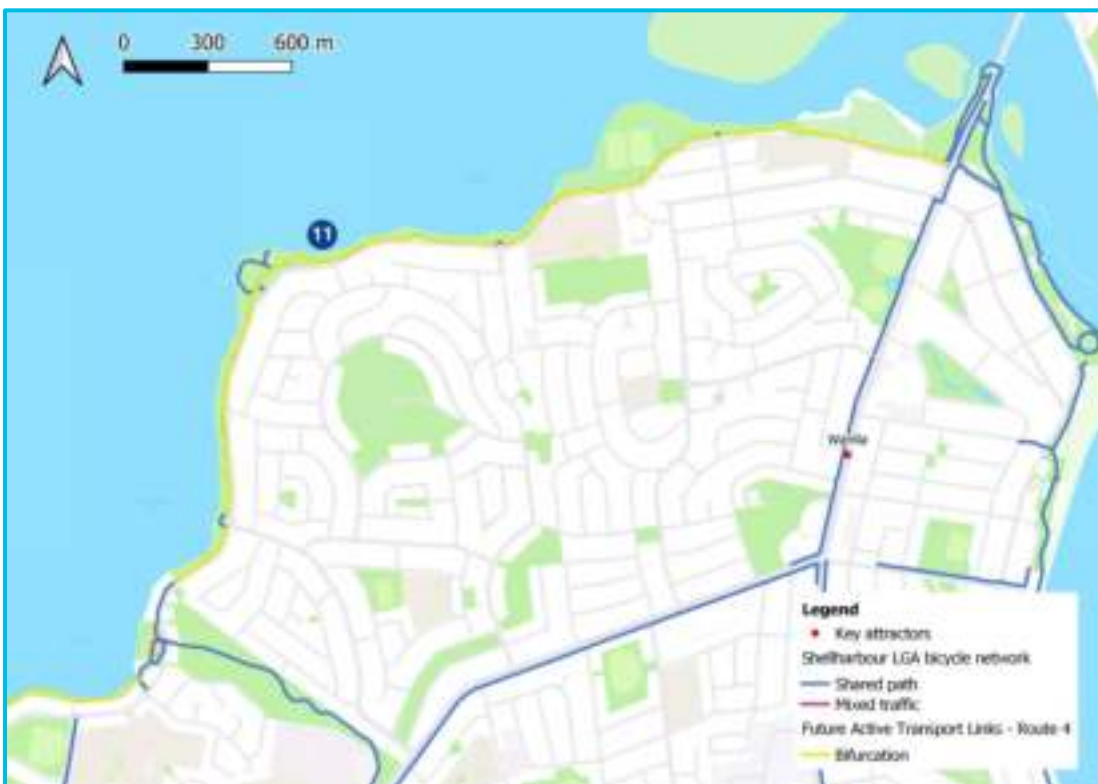 0 300 600 m
11
Warilla
Legend
Key attractors
Shellharbour LGA bicycle network
Shared path
Mixed traffic
Future Active Transport Links - Route 4
Bifurcation